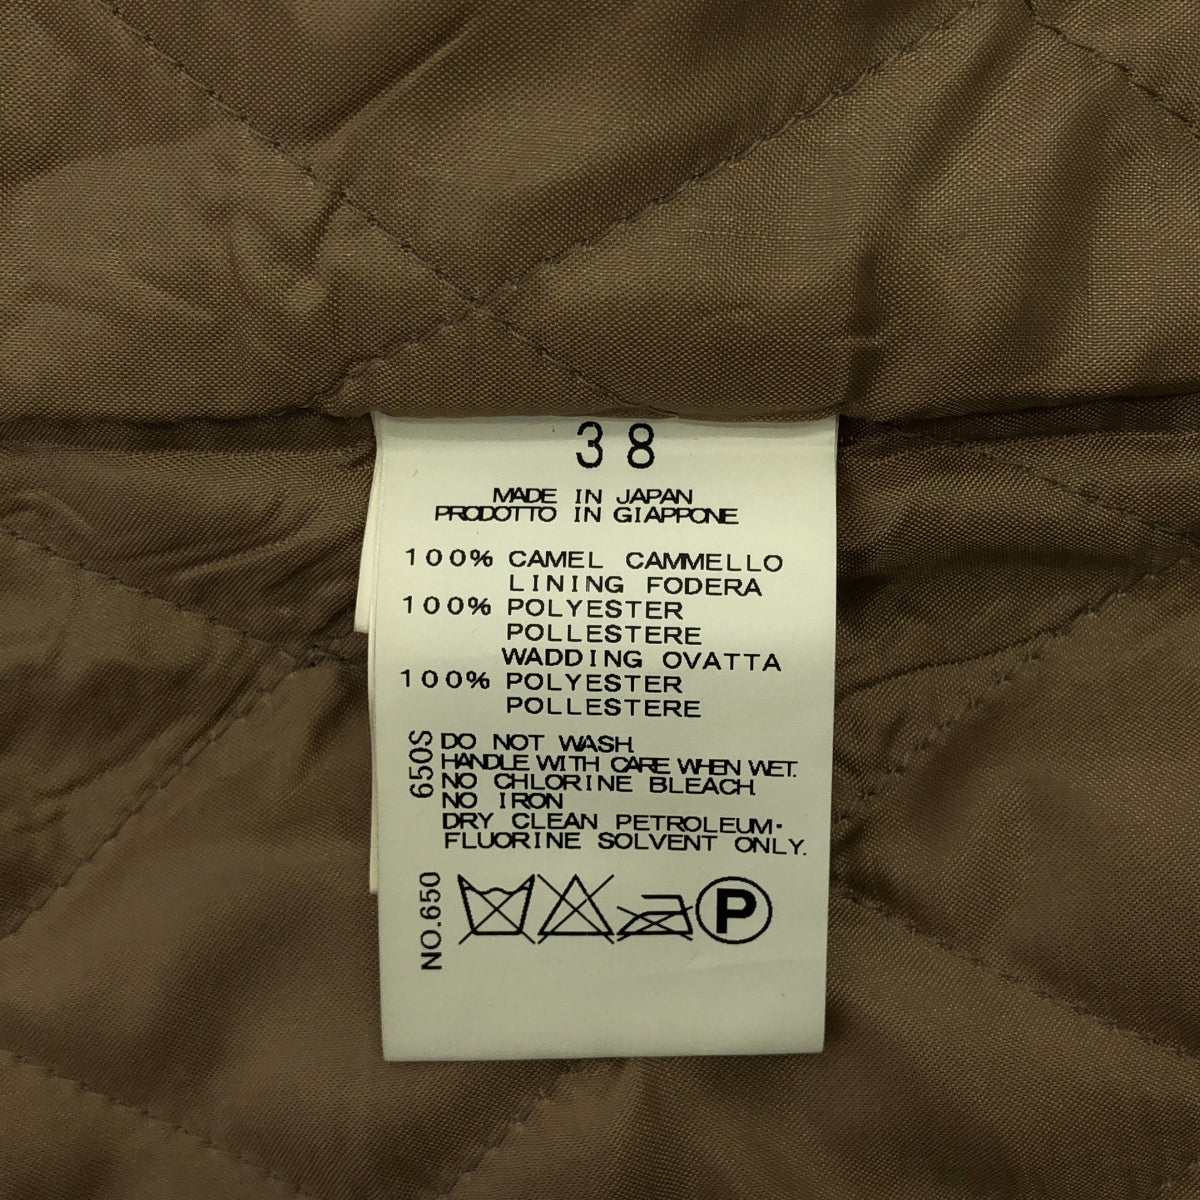 38
MADE IN JAPAN
PRODOTTO IN GIAPPONE
100% CAMEL CAMMELLO
LINING FODERA
100% POLYESTER
POLLESTERE
WADDING OVATTA
100% POLYESTER
POLLESTERE
650S
DO NOT WASH
HANDLE WITH CARE WHEN WET.
NO CHLORINE BLEACH
NO IRON
DRY CLEAN PETROLEUM·
FLUORINE SOLVENT ONLY.
NO.650
P